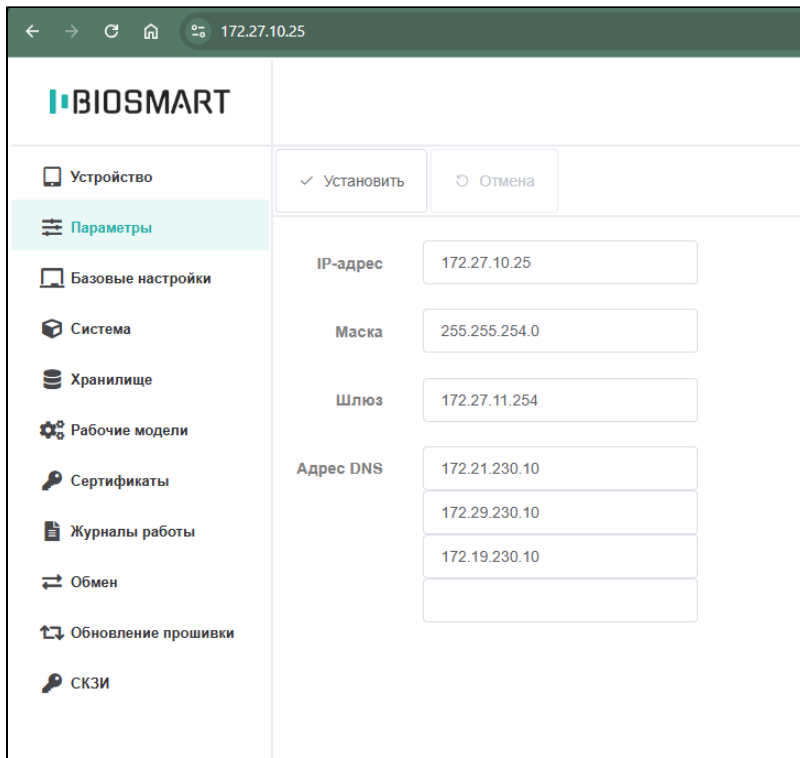 172.27.10.25
BIOSMART
Устройство
Параметры
Базовые настройки
Система
Хранилище
Рабочие модели
Сертификаты
Журналы работы
Обмен
Обновление прошивки
СКЗИ
Установить
Отмена
IP-адрес 172.27.10.25
Маска 255.255.254.0
Шлюз 172.27.11.254
Адрес DNS 172.21.230.10
172.29.230.10
172.19.230.10